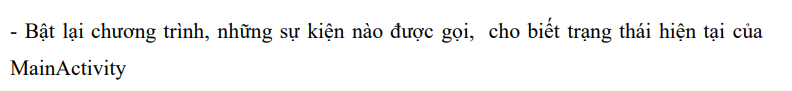 - Bật lại chương trình, những sự kiện nào được gọi,  cho biết trạng thái hiện tại của
MainActivity